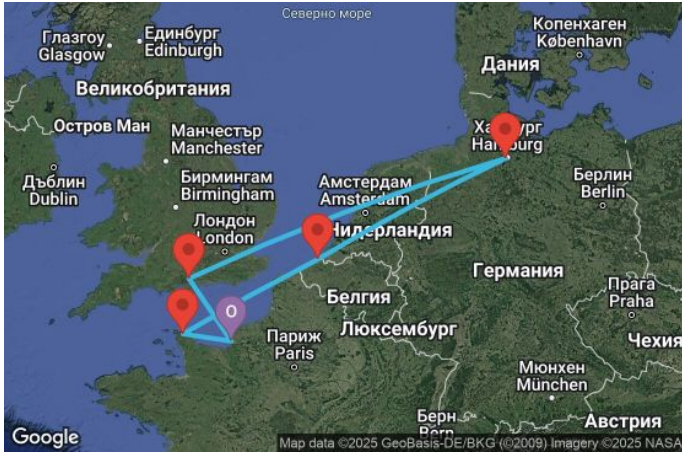 Северно море
Глазгоу
Glasgow
Единбург
Edinburgh
Копенхаген
København
Дания
Великобритания
Остров Ман
Манчестър
Manchester
Hamburg
Дъблин
Dublin
Бирмингам
Birmingham
Амстердам
Amsterdam
Берлин
Berlin
Лондон
London
Нидерландия
Германия
O
Белгия
Прага
Praha
Париж
Paris
Люксембург
Чехия
Мюнхен
München
Берн
Bern
Австрия
Google
Map data ©2025 GeoBasis-DE/BKG (©2009) Imagery ©2025 NASA